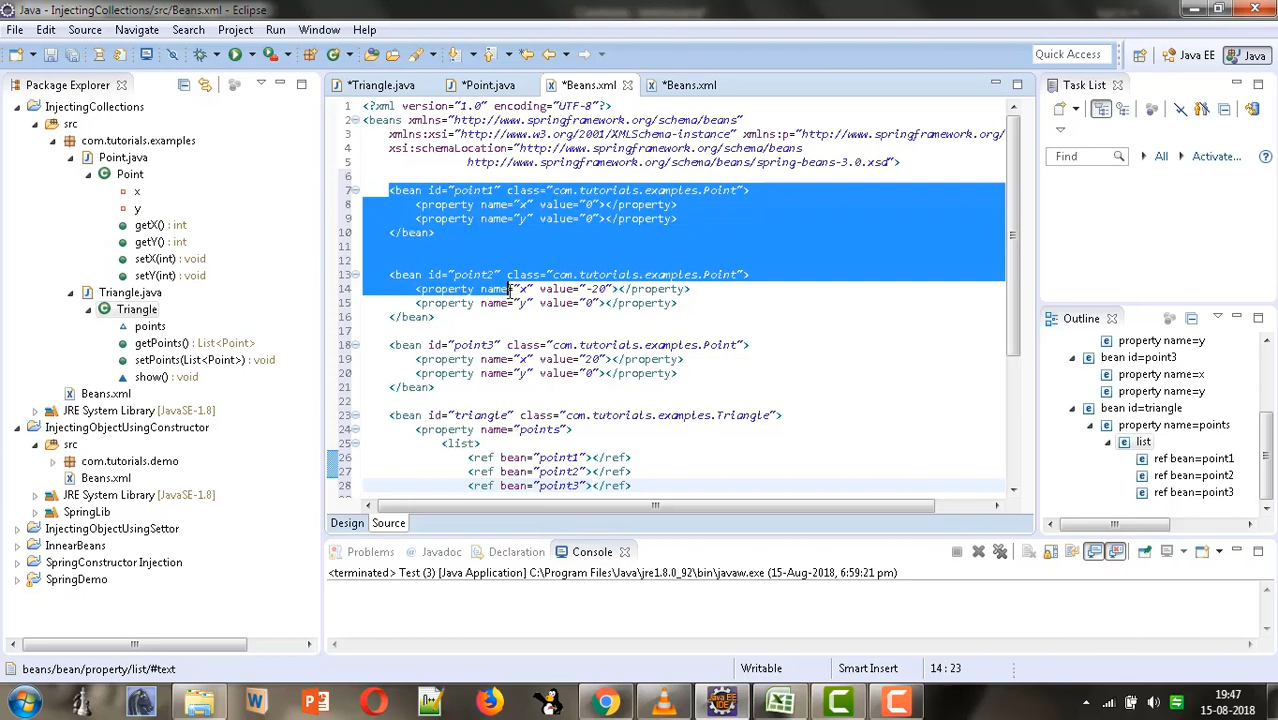 Java - InjectingCollections/src/Beans.xml - Eclipse
File Edit Source Navigate Search Project Run Window Help
Quick Access Java EE Java
Package Explorer
InjectingCollections
src
com.tutorials.examples
Point.java
Point
x
y
getX() : int
getY() : int
setX(int) : void
setY(int) : void
Triangle.java
Triangle
points
getPoints() : List<Point>
setPoints(List<Point>) : void
show() : void
Beans.xml
JRE System Library [JavaSE-1.8]
InjectingObjectUsingConstructor
src
com.tutorials.demo
Beans.xml
JRE System Library [JavaSE-1.8]
SpringLib
InjectingObjectUsingSettor
InnearBeans
SpringConstructor Injection
SpringDemo
*Triangle.java *Point.java *Beans.xml *Beans.xml
1 <?xml version="1.0" encoding="UTF-8"?>
2 <beans xmlns="http://www.springframework.org/schema/beans"
3 xmlns:xsi="http://www.w3.org/2001/XMLSchema-instance" xmlns:p="http://www.springframework.org/
4 xsi:schemaLocation="http://www.springframework.org/schema/beans
5 http://www.springframework.org/schema/beans/spring-beans-3.0.xsd">
6
7 <bean id="point1" class="com.tutorials.examples.Point">
8 <property name="x" value="0"></property>
9 <property name="y" value="0"></property>
10 </bean>
11
12
13 <bean id="point2" class="com.tutorials.examples.Point">
14 <property name="x" value="-20"></property>
15 <property name="y" value="0"></property>
16 </bean>
17
18 <bean id="point3" class="com.tutorials.examples.Point">
19 <property name="x" value="20"></property>
20 <property name="y" value="0"></property>
21 </bean>
22
23 <bean id="triangle" class="com.tutorials.examples.Triangle">
24 <property name="points">
25 <list>
26 <ref bean="point1"></ref>
27 <ref bean="point2"></ref>
28 <ref bean="point3"></ref>
Design Source
Task List
Find All Activate...
Outline
property name=y
bean id=point3
property name=x
property name=y
bean id=triangle
property name=points
list
ref bean=point1
ref bean=point2
ref bean=point3
Problems Javadoc Declaration Console
<terminated> Test (3) [Java Application] C:\Program Files\Java\jre1.8.0_92\bin\javaw.exe (15-Aug-2018, 6:59:21 pm)
beans/bean/property/list/#text Writable Smart Insert 14 : 23
19:47
15-08-2018